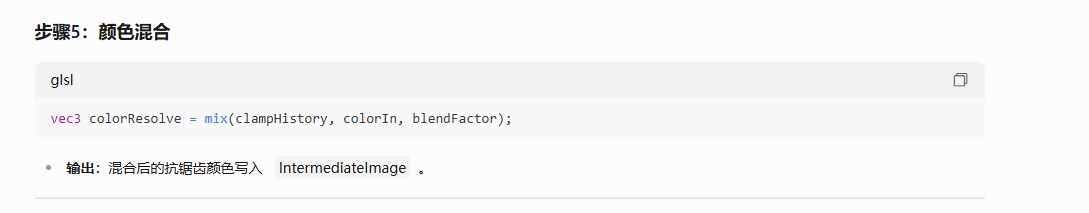 步骤5：颜色混合
glsl
vec3 colorResolve = mix(clampHistory, colorIn, blendFactor);
• 输出：混合后的抗锯齿颜色写入 IntermediateImage 。